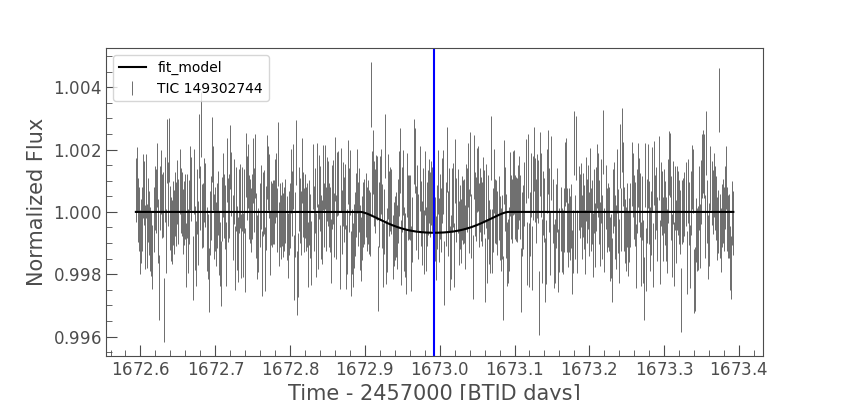 fit_model
TIC 149302744
1.004
1.002
1.000
0.998
0.996
Normalized Flux
1672.6 1672.7 1672.8 1672.9 1673.0 1673.1 1673.2 1673.3 1673.4
Time - 2457000 [BTJD days]